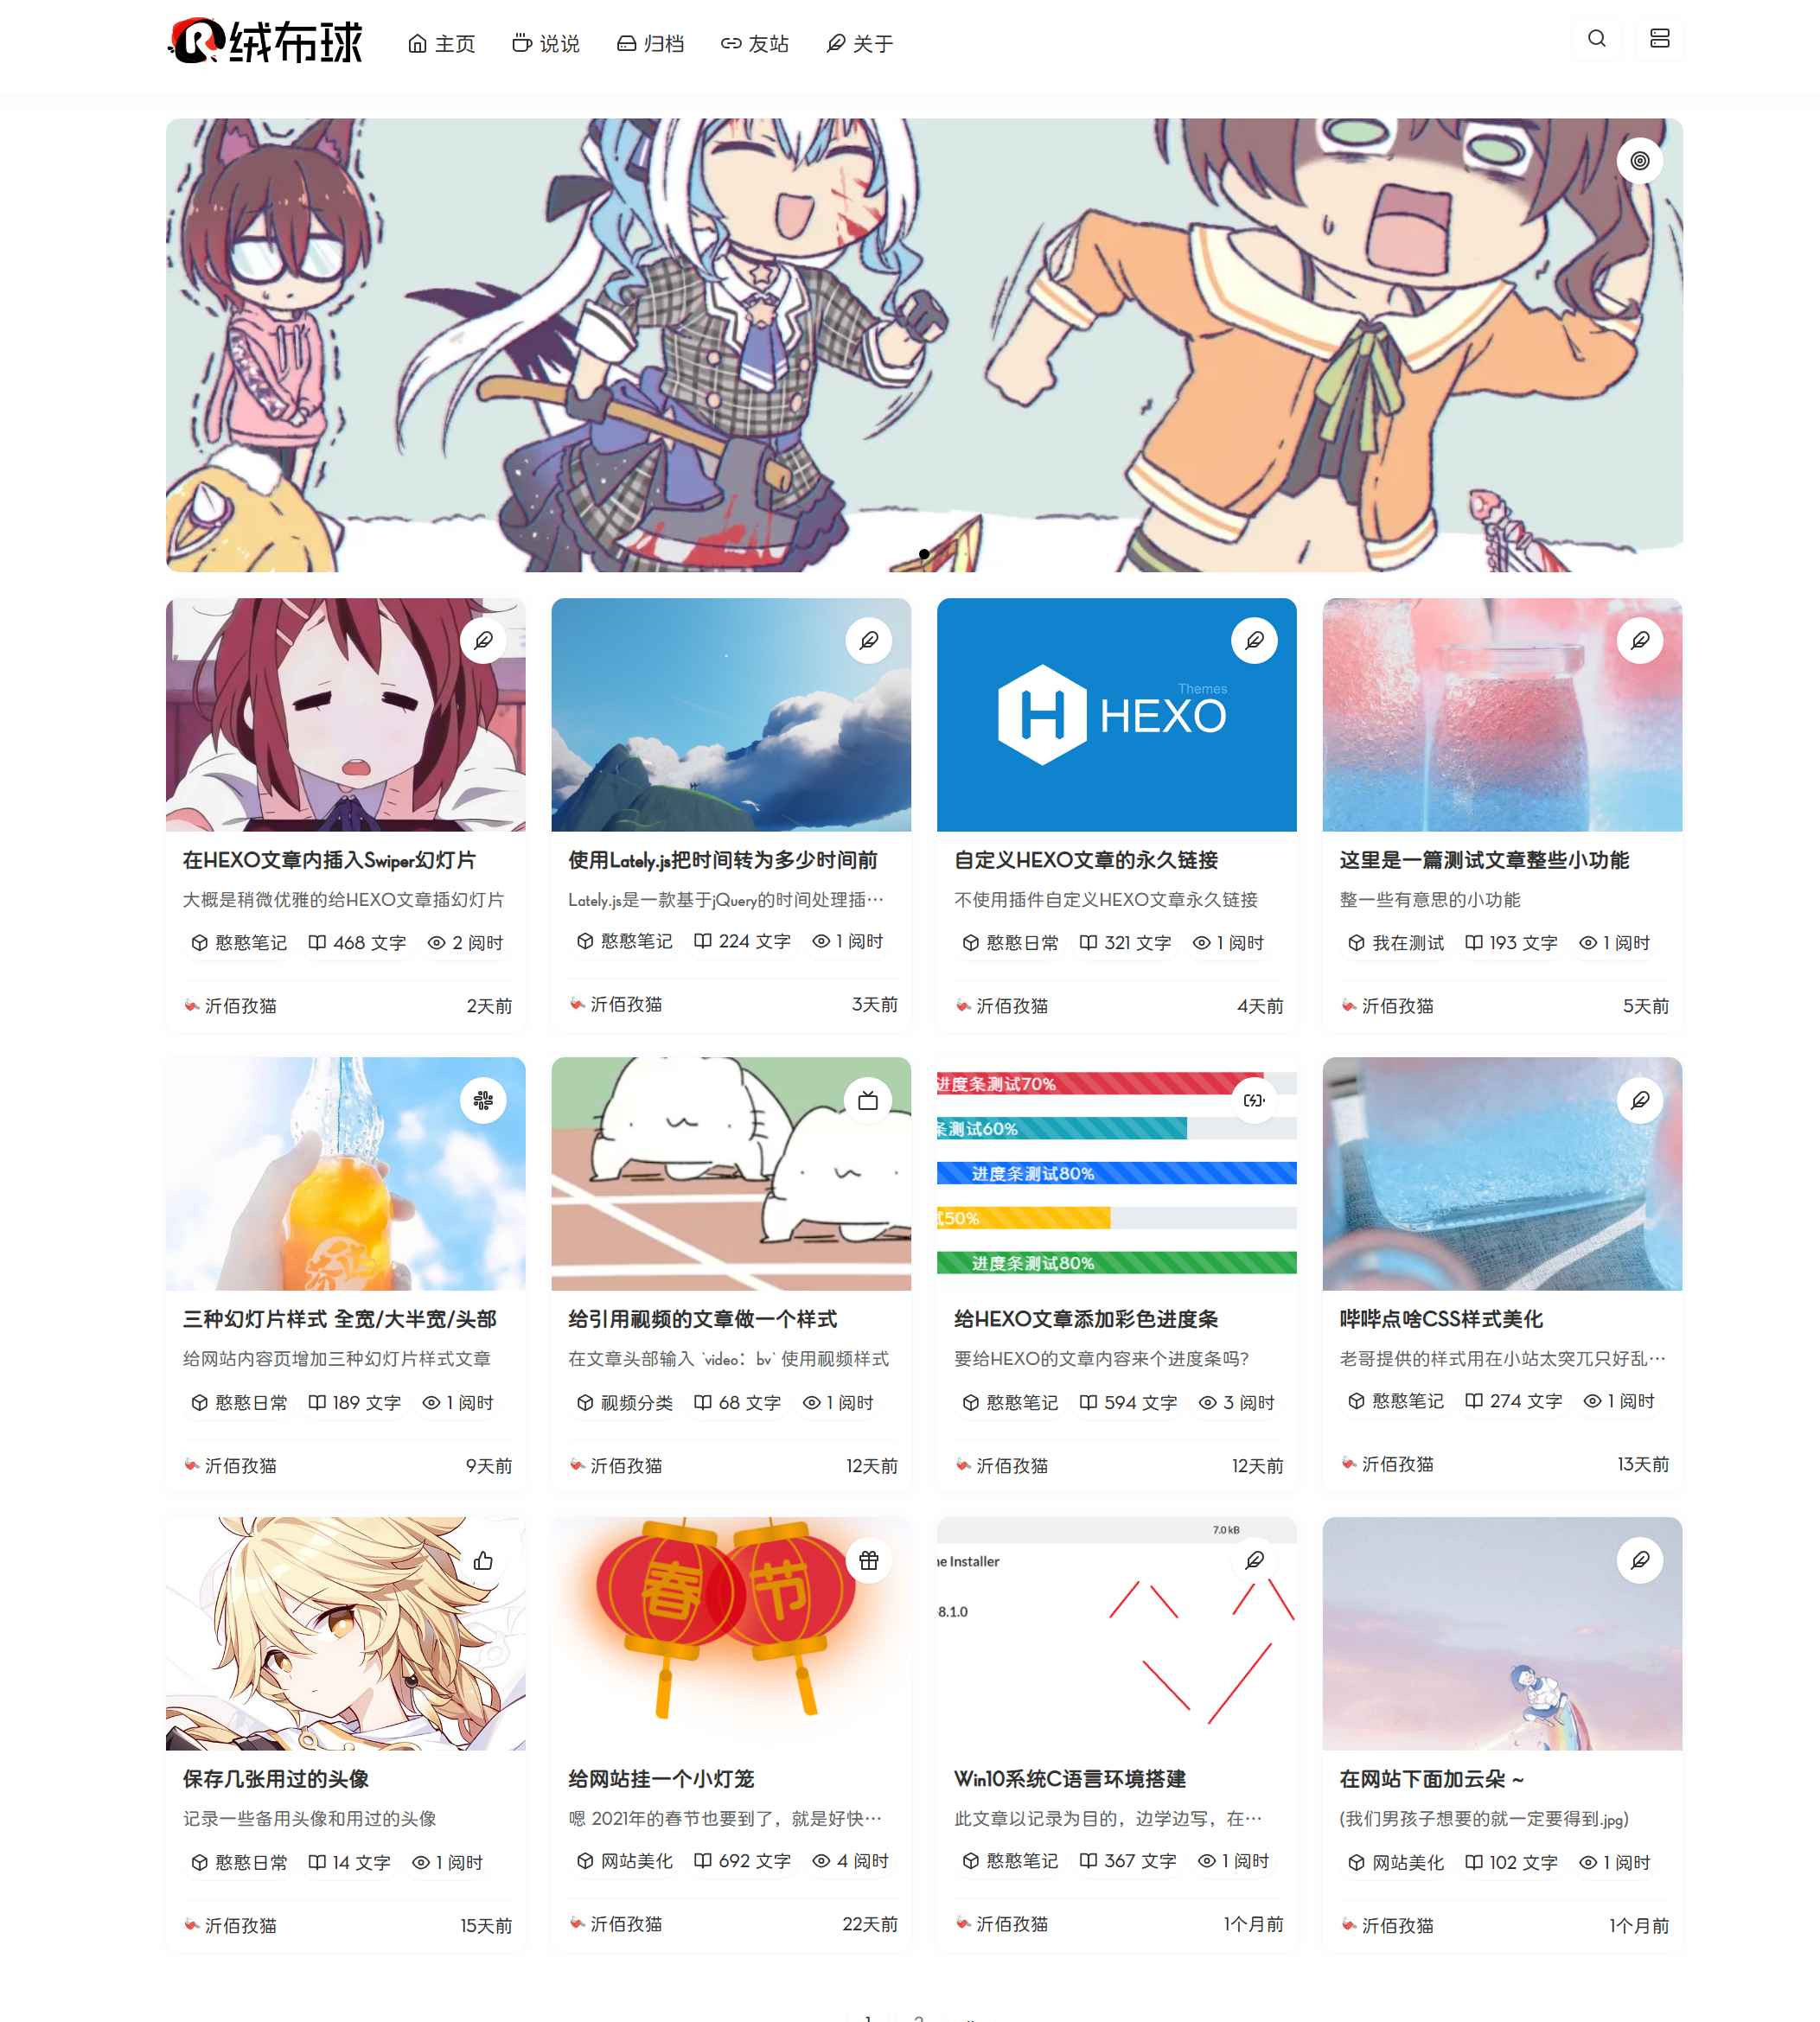 绒布球
主页 说说 归档 友站 关于
Themes
HEXO
在HEXO文章内插入Swiper幻灯片
大概是稍微优雅的给HEXO文章插幻灯片
憨憨笔记 468 文字 2 阅时
沂佰孜猫 2天前
使用Lately.js把时间转为多少时间前
Lately.js是一款基于jQuery的时间处理插…
憨憨笔记 224 文字 1 阅时
沂佰孜猫 3天前
自定义HEXO文章的永久链接
不使用插件自定义HEXO文章永久链接
憨憨日常 321 文字 1 阅时
沂佰孜猫 4天前
这里是一篇测试文章整些小功能
整一些有意思的小功能
我在测试 193 文字 1 阅时
沂佰孜猫 5天前
三种幻灯片样式 全宽/大半宽/头部
给网站内容页增加三种幻灯片样式文章
憨憨日常 189 文字 1 阅时
沂佰孜猫 9天前
给引用视频的文章做一个样式
在文章头部输入 `video：bv` 使用视频样式
视频分类 68 文字 1 阅时
沂佰孜猫 12天前
进度条测试70%
条测试60%
进度条测试80%
试50%
进度条测试80%
给HEXO文章添加彩色进度条
要给HEXO的文章内容来个进度条吗?
憨憨笔记 594 文字 3 阅时
沂佰孜猫 12天前
哔哔点啥CSS样式美化
老哥提供的样式用在小站太突兀只好乱…
憨憨笔记 274 文字 1 阅时
沂佰孜猫 13天前
保存几张用过的头像
记录一些备用头像和用过的头像
憨憨日常 14 文字 1 阅时
沂佰孜猫 15天前
春 节
给网站挂一个小灯笼
嗯 2021年的春节也要到了，就是好快…
网站美化 692 文字 4 阅时
沂佰孜猫 22天前
7.0 kB
ne Installer
8.1.0
Win10系统C语言环境搭建
此文章以记录为目的，边学边写，在…
憨憨笔记 367 文字 1 阅时
沂佰孜猫 1个月前
在网站下面加云朵 ~
(我们男孩子想要的就一定要得到.jpg)
网站美化 102 文字 1 阅时
沂佰孜猫 1个月前